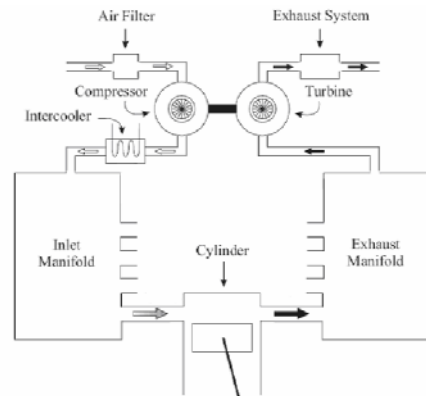 Air Filter
Exhaust System
Compressor
Turbine
Intercooler
Inlet
Manifold
Cylinder
Exhaust
Manifold